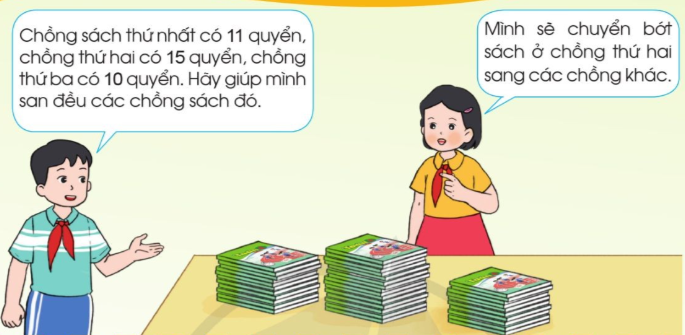 Chồng sách thứ nhất có 11 quyển,
chồng thứ hai có 15 quyển, chồng
thứ ba có 10 quyển. Hãy giúp mình
san đều các chồng sách đó.
Mình sẽ chuyển bớt
sách ở chồng thứ hai
sang các chồng khác.